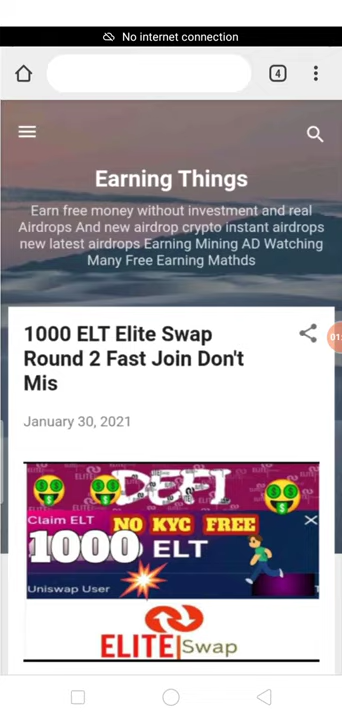 No internet connection
4
Earning Things
Earn free money without investment and real
Airdrops And new airdrop crypto instant airdrops
new latest airdrops Earning Mining AD Watching
Many Free Earning Mathds
1000 ELT Elite Swap
Round 2 Fast Join Don't
Mis
January 30, 2021
DEFI
Claim ELT
NO KYC FREE
1000 ELT
Uniswap User
ELITE Swap